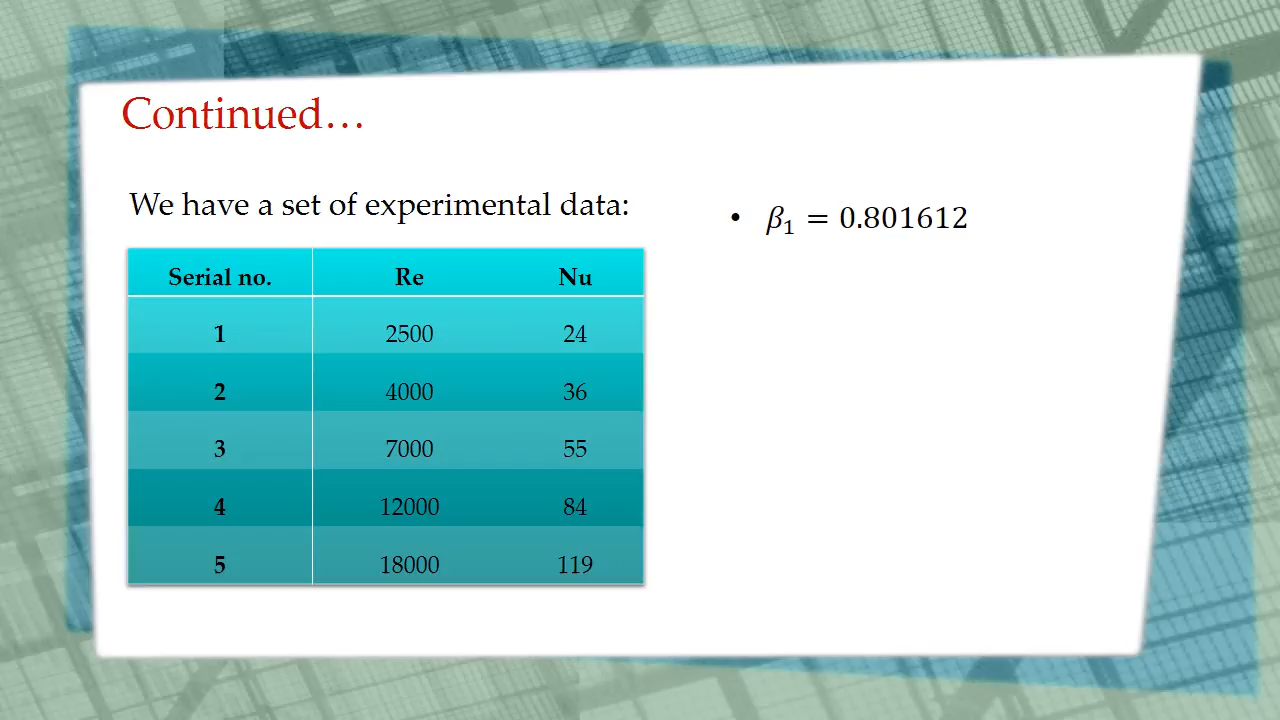 Continued…
We have a set of experimental data:
Serial no. Re Nu
1 2500 24
2 4000 36
3 7000 55
4 12000 84
5 18000 119
• β₁ = 0.801612